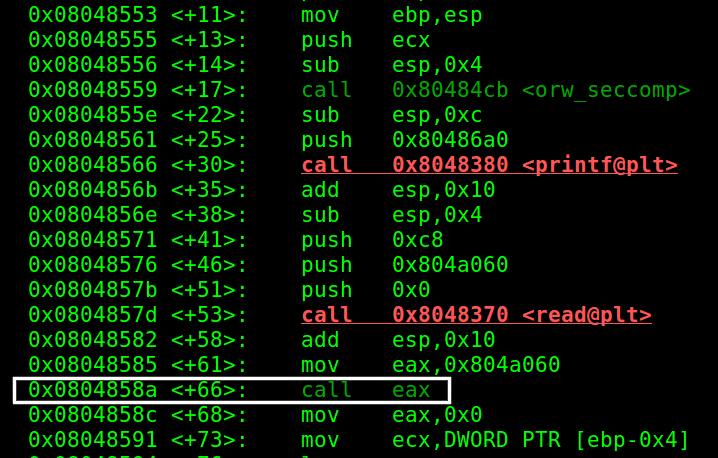 0x08048553 <+11>: mov ebp,esp
0x08048555 <+13>: push ecx
0x08048556 <+14>: sub esp,0x4
0x08048559 <+17>: call 0x80484cb <orw_seccomp>
0x0804855e <+22>: sub esp,0xc
0x08048561 <+25>: push 0x80486a0
0x08048566 <+30>: call 0x8048380 <printf@plt>
0x0804856b <+35>: add esp,0x10
0x0804856e <+38>: sub esp,0x4
0x08048571 <+41>: push 0xc8
0x08048576 <+46>: push 0x804a060
0x0804857b <+51>: push 0x0
0x0804857d <+53>: call 0x8048370 <read@plt>
0x08048582 <+58>: add esp,0x10
0x08048585 <+61>: mov eax,0x804a060
0x0804858a <+66>: call eax
0x0804858c <+68>: mov eax,0x0
0x08048591 <+73>: mov ecx,DWORD PTR [ebp-0x4]